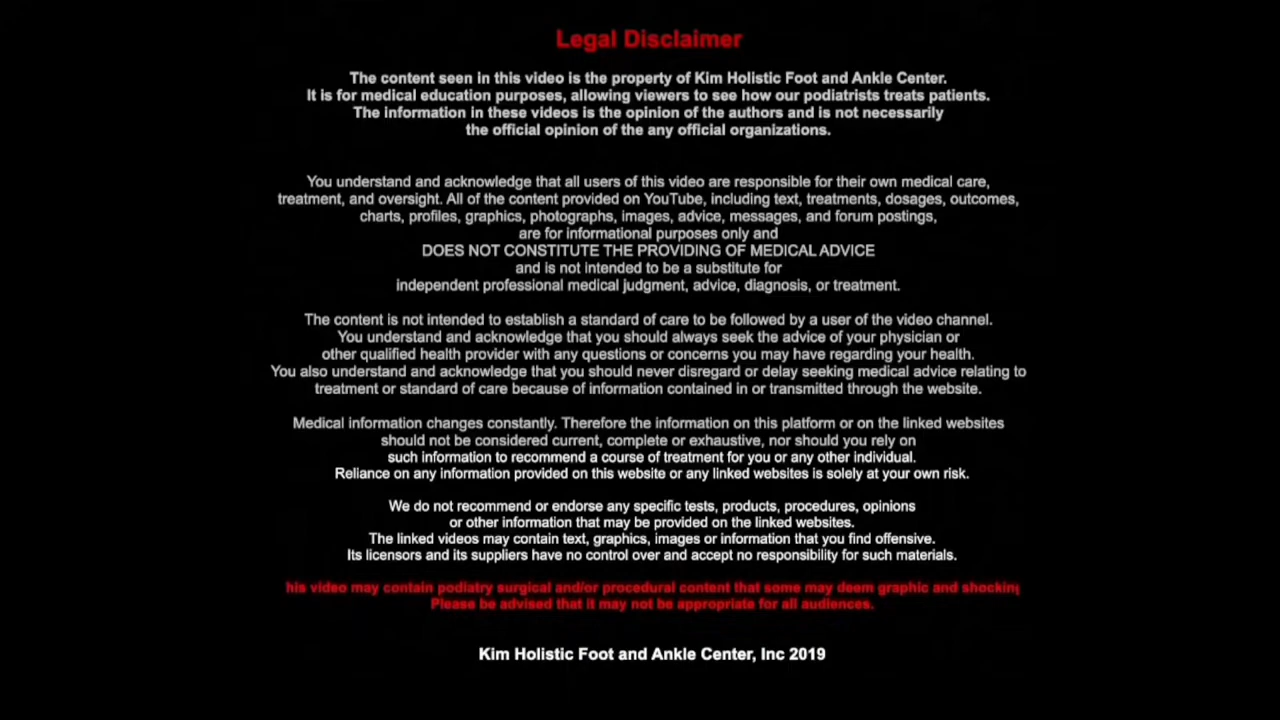 Legal Disclaimer
The content seen in this video is the property of Kim Holistic Foot and Ankle Center.
It is for medical education purposes, allowing viewers to see how our podiatrists treats patients.
The information in these videos is the opinion of the authors and is not necessarily
the official opinion of the any official organizations.
You understand and acknowledge that all users of this video are responsible for their own medical care,
treatment, and oversight. All of the content provided on YouTube, including text, treatments, dosages, outcomes,
charts, profiles, graphics, photographs, images, advice, messages, and forum postings,
are for informational purposes only and
DOES NOT CONSTITUTE THE PROVIDING OF MEDICAL ADVICE
and is not intended to be a substitute for
independent professional medical judgment, advice, diagnosis, or treatment.
The content is not intended to establish a standard of care to be followed by a user of the video channel.
You understand and acknowledge that you should always seek the advice of your physician or
other qualified health provider with any questions or concerns you may have regarding your health.
You also understand and acknowledge that you should never disregard or delay seeking medical advice relating to
treatment or standard of care because of information contained in or transmitted through the website.
Medical information changes constantly. Therefore the information on this platform or on the linked websites
should not be considered current, complete or exhaustive, nor should you rely on
such information to recommend a course of treatment for you or any other individual.
Reliance on any information provided on this website or any linked websites is solely at your own risk.
We do not recommend or endorse any specific tests, products, procedures, opinions
or other information that may be provided on the linked websites.
The linked videos may contain text, graphics, images or information that you find offensive.
Its licensors and its suppliers have no control over and accept no responsibility for such materials.
his video may contain podiatry surgical and/or procedural content that some may deem graphic and shocking
Please be advised that it may not be appropriate for all audiences.
Kim Holistic Foot and Ankle Center, Inc 2019